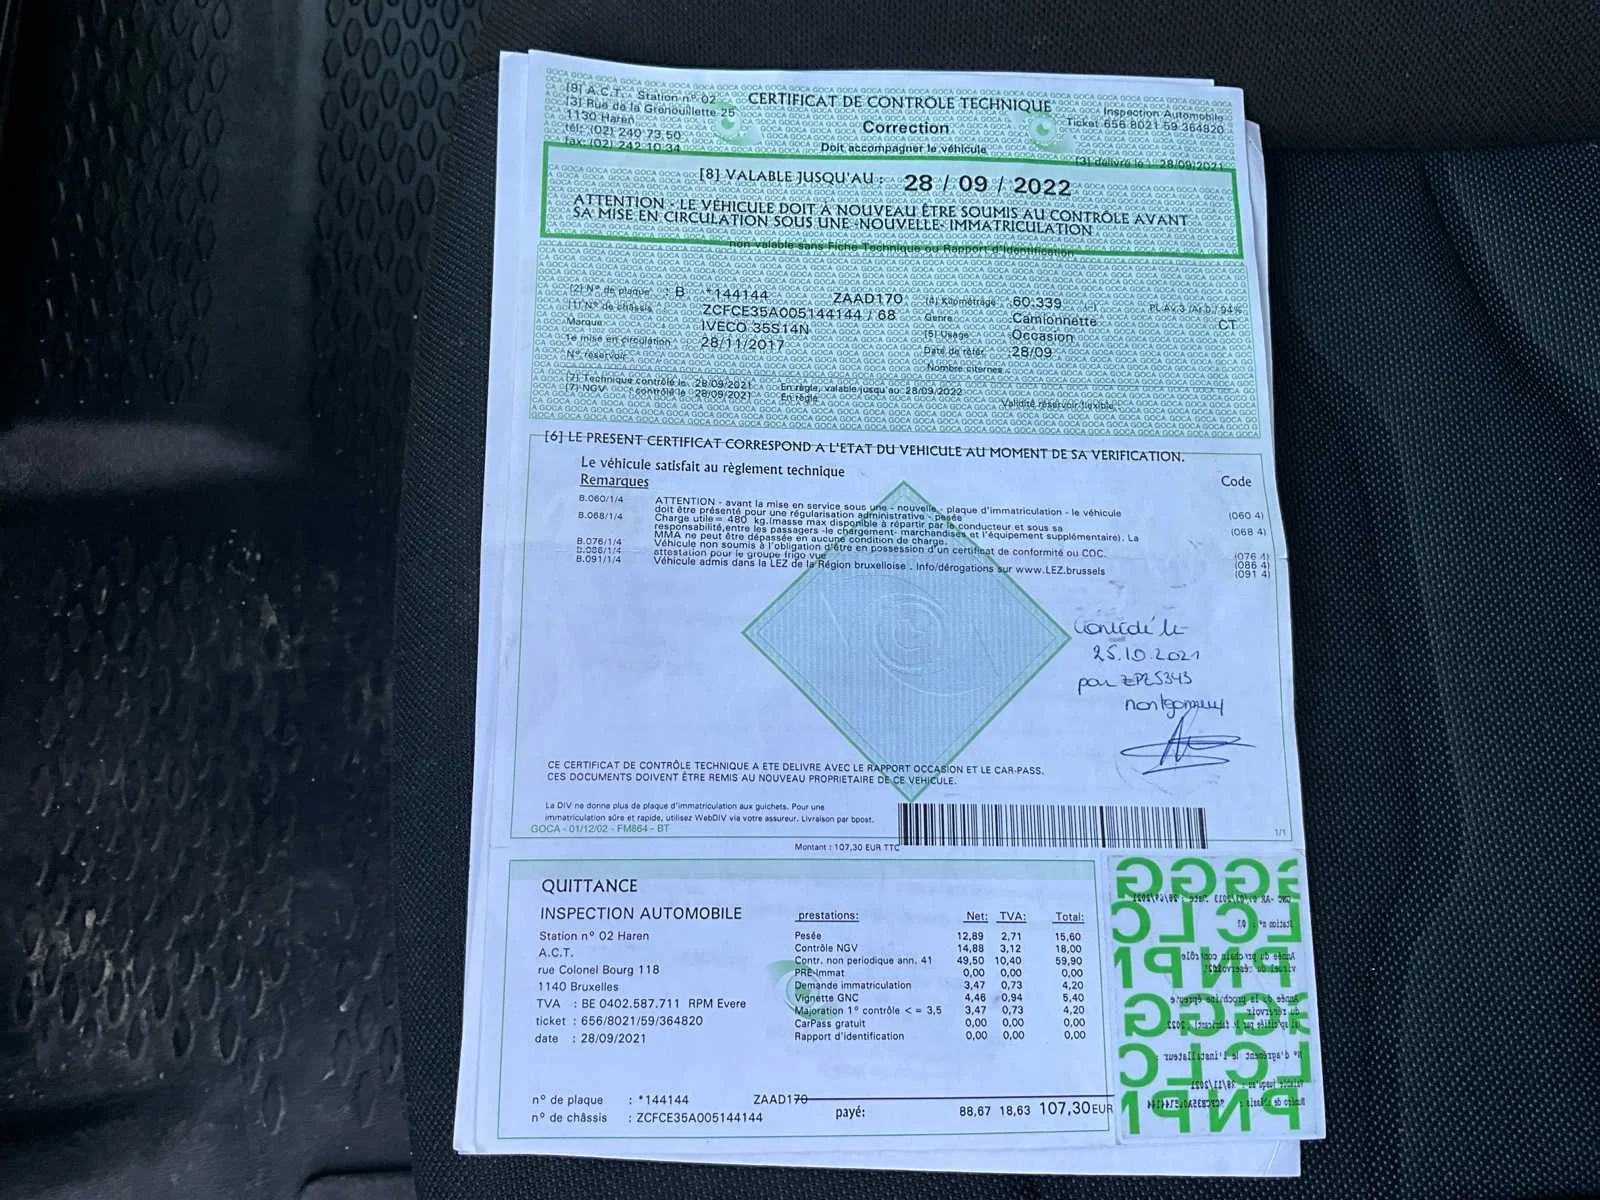 [9] A.C.T. - Station n° 02
[3] Rue de la Grenouillette 25
1130 Haren
tél: (02) 240 73 50
fax: (02) 242 10 34
CERTIFICAT DE CONTRÔLE TECHNIQUE
Correction
Doit accompagner le véhicule
Inspection Automobile
Ticket 656 8021 59 364820
[3] délivré le : 28/09/2021
[8] VALABLE JUSQU'AU : 28 / 09 / 2022
ATTENTION - LE VÉHICULE DOIT À NOUVEAU ÊTRE SOUMIS AU CONTRÔLE AVANT
SA MISE EN CIRCULATION SOUS UNE -NOUVELLE- IMMATRICULATION
non valable sans Fiche Technique ou Rapport d'Identification
[2] N° de plaque : B *144144 ZAAD170
[1] N° de châssis : ZCFCE35A005144144 / 68
Marque : IVECO 35S14N
1e mise en circulation : 28/11/2017
N° réservoir
[4] Kilométrage : 60.339
Genre : Camionnette
[5] Usage : Occasion
Date de référ. : 28/09
Nombre citernes
CT
[7] Technique contrôlé le 28/09/2021 En règle, valable jusqu'au 28/09/2022
[7] NGV contrôlé le 28/09/2021 En règle
Validité réservoir flexible
[6] LE PRESENT CERTIFICAT CORRESPOND A L'ETAT DU VEHICULE AU MOMENT DE SA VERIFICATION.
Le véhicule satisfait au règlement technique
Remarques Code
B.060/1/4 ATTENTION - avant la mise en service sous une - nouvelle - plaque d'immatriculation - le véhicule
doit être présenté pour une régularisation administrative - pesée (060 4)
B.068/1/4 Charge utile = 480 kg.(masse max disponible à répartir par le conducteur et sous sa
responsabilité,entre les passagers -le chargement- marchandises et l'équipement supplémentaire). La (068 4)
MMA ne peut être dépassée en aucune condition de charge.
B.076/1/4 Véhicule non soumis à l'obligation d'être en possession d'un certificat de conformité ou COC. (076 4)
B.086/1/4 attestation pour le groupe frigo vue (086 4)
B.091/1/4 Véhicule admis dans la LEZ de la Région bruxelloise . Info/dérogations sur www.LEZ.brussels (091 4)
25.10.2021
par
montgomery
CE CERTIFICAT DE CONTRÔLE TECHNIQUE A ETE DELIVRE AVEC LE RAPPORT OCCASION ET LE CAR-PASS.
CES DOCUMENTS DOIVENT ÊTRE REMIS AU NOUVEAU PROPRIETAIRE DE CE VEHICULE.
La DIV ne donne plus de plaque d'immatriculation aux guichets. Pour une
immatriculation sûre et rapide, utilisez WebDIV via votre assureur. Livraison par bpost.
GOCA - 01/12/02 - FM864 - BT
1/1
Montant : 107,30 EUR TTC
QUITTANCE
INSPECTION AUTOMOBILE
Station n° 02 Haren
A.C.T.
rue Colonel Bourg 118
1140 Bruxelles
TVA : BE 0402.587.711 RPM Evere
ticket : 656/8021/59/364820
date : 28/09/2021
prestations: Net: TVA: Total:
Pesée 12,89 2,71 15,60
Contrôle NGV 14,88 3,12 18,00
Contr. non periodique ann. 41 49,50 10,40 59,90
PRE-Immat 0,00 0,00 0,00
Demande immatriculation 3,47 0,73 4,20
Vignette GNC 4,46 0,94 5,40
Majoration 1° contrôle < = 3,5 3,47 0,73 4,20
CarPass gratuit 0,00 0,00 0,00
Rapport d'identification 0,00 0,00 0,00
n° de plaque : *144144 ZAAD170
n° de châssis : ZCFCE35A005144144
payé: 88,67 18,63 107,30EUR